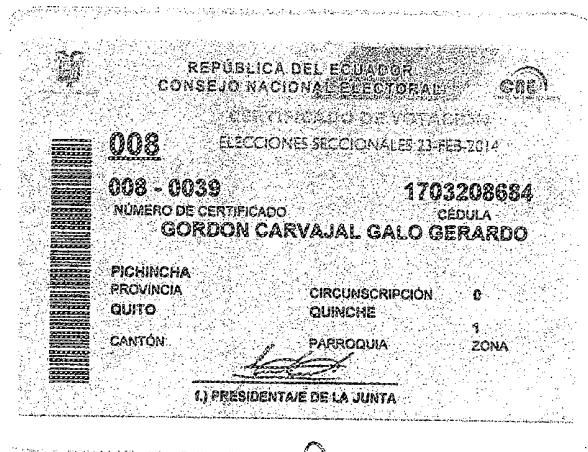 REPÚBLICA DEL ECUADOR
CONSEJO NACIONAL ELECTORAL
CNE
CERTIFICADO DE VOTACIÓN
008
ELECCIONES SECCIONALES 23-FEB-2014
008 - 0039
1703208684
NÚMERO DE CERTIFICADO
CÉDULA
GORDON CARVAJAL GALO GERARDO
PICHINCHA
PROVINCIA
CIRCUNSCRIPCIÓN
0
QUITO
QUINCHE
1
CANTÓN
PARROQUIA
ZONA
f.) PRESIDENTA/E DE LA JUNTA